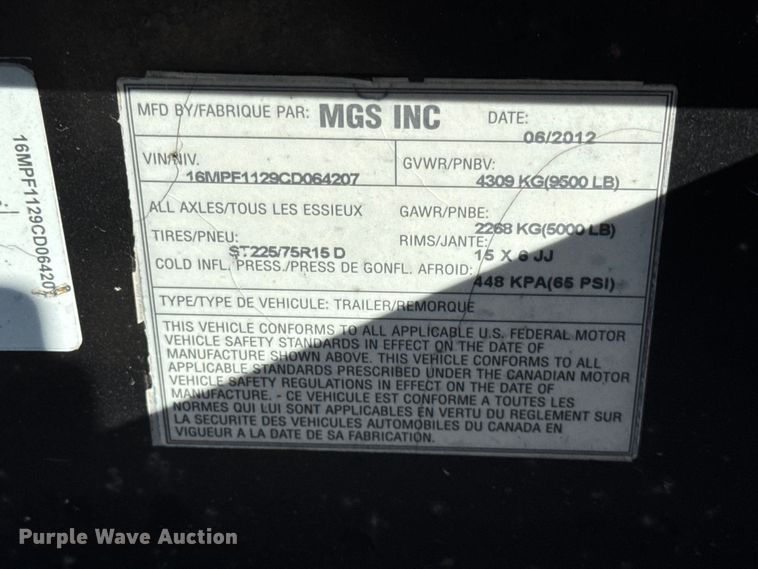 MFD BY/FABRIQUE PAR: MGS INC DATE: 06/2012
VIN/NIV. 16MPF1129CD064207 GVWR/PNBV: 4309 KG(9500 LB)
ALL AXLES/TOUS LES ESSIEUX GAWR/PNBE: 2268 KG(5000 LB)
TIRES/PNEU: ST225/75R15 D RIMS/JANTE: 15 X 6 JJ
COLD INFL. PRESS./PRESS DE GONFL. AFROID: 448 KPA(65 PSI)
TYPE/TYPE DE VEHICULE: TRAILER/REMORQUE
THIS VEHICLE CONFORMS TO ALL APPLICABLE U.S. FEDERAL MOTOR
VEHICLE SAFETY STANDARDS IN EFFECT ON THE DATE OF
MANUFACTURE SHOWN ABOVE. THIS VEHICLE CONFORMS TO ALL
APPLICABLE STANDARDS PRESCRIBED UNDER THE CANADIAN MOTOR
VEHICLE SAFETY REGULATIONS IN EFFECT ON THE DATE OF
MANUFACTURE. - CE VEHICULE EST CONFORME A TOUTES LES
NORMES QUI LUI SONT APPLICABLES EN VERTU DU REGLEMENT SUR
LA SECURITE DES VEHICULES AUTOMOBILES DU CANADA EN
VIGUEUR A LA DATE DE SA FABRICATION.
16MPF1129CD064207
Purple Wave Auction